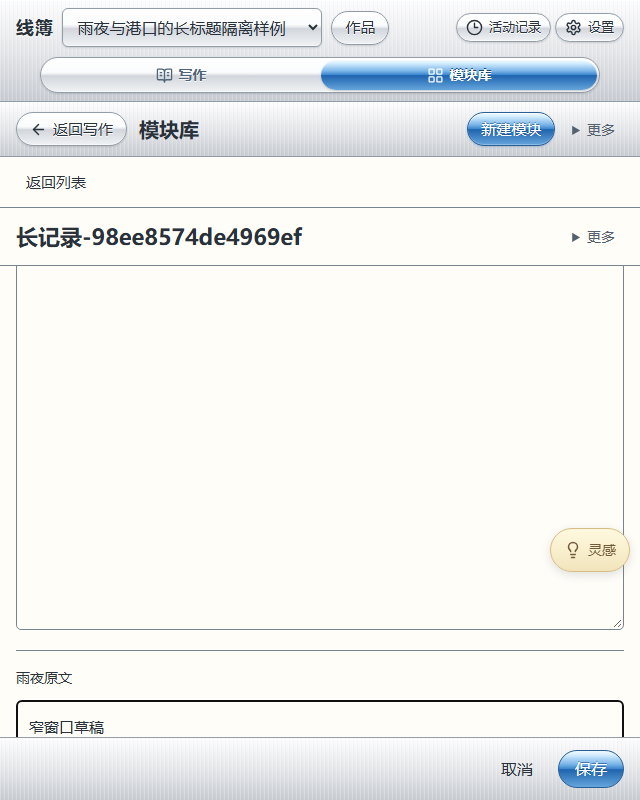 线簿 雨夜与港口的长标题隔离样例 作品 活动记录 设置
写作 模块库
返回写作 模块库 新建模块 更多
返回列表
长记录-98ee8574de4969ef 更多
灵感
雨夜原文
窄窗口草稿
取消 保存